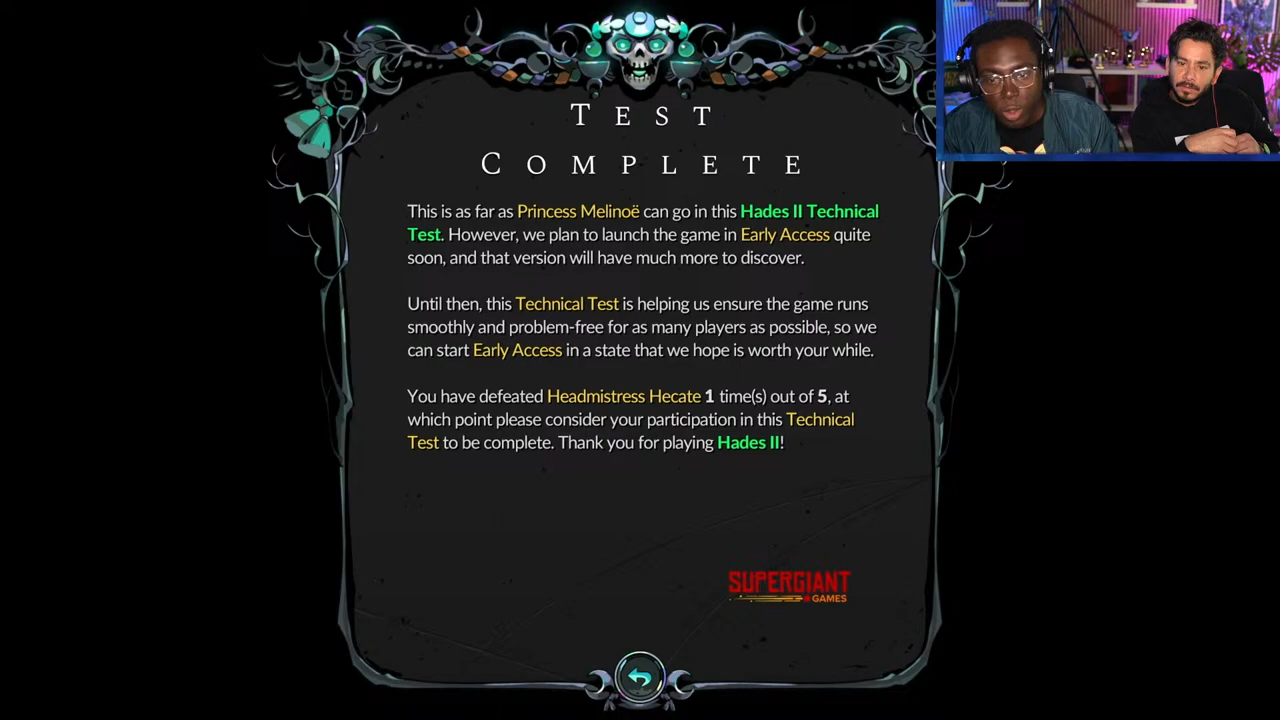 TEST
COMPLETE
This is as far as Princess Melinoë can go in this Hades II Technical
Test. However, we plan to launch the game in Early Access quite
soon, and that version will have much more to discover.
Until then, this Technical Test is helping us ensure the game runs
smoothly and problem-free for as many players as possible, so we
can start Early Access in a state that we hope is worth your while.
You have defeated Headmistress Hecate 1 time(s) out of 5, at
which point please consider your participation in this Technical
Test to be complete. Thank you for playing Hades II!
SUPERGIANT
GAMES